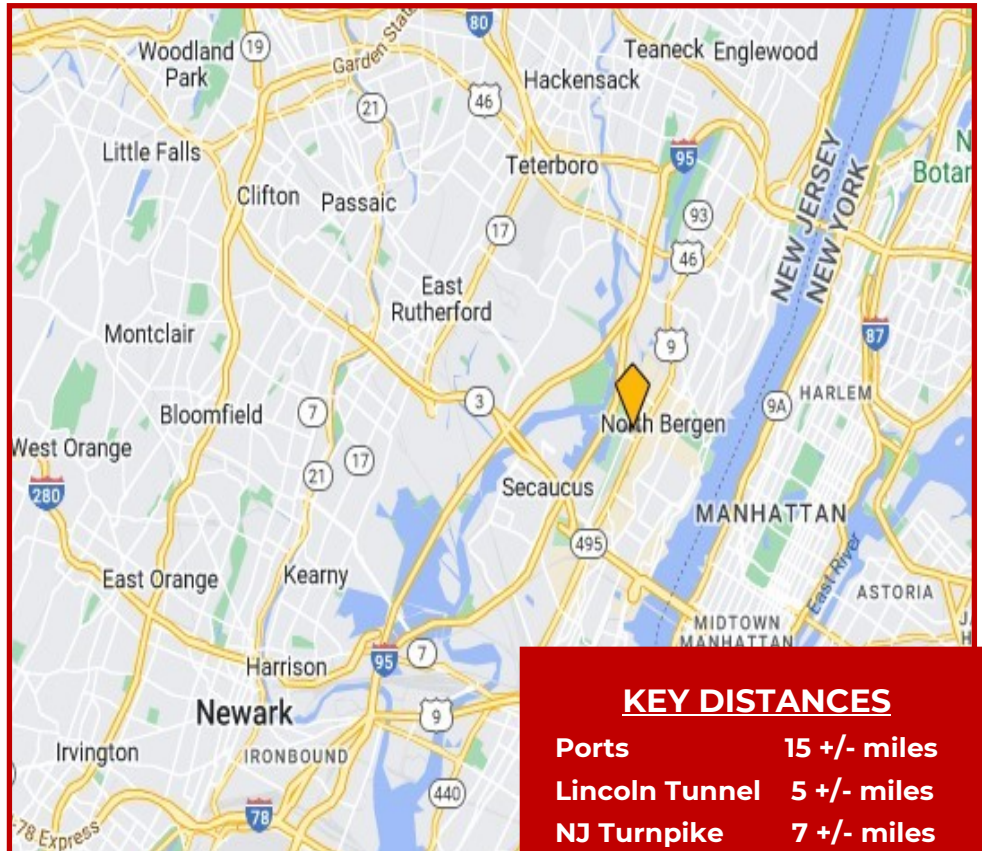 80
Woodland
Park
19
Garden State
Teaneck
Englewood
Hackensack
21
46
Little Falls
Teterboro
95
NEW JERSEY
NEW YORK
Botar
Clifton
Passaic
93
17
46
East
Rutherford
Montclair
9
87
3
HARLEM
9A
Bloomfield
7
North Bergen
West Orange
17
21
280
Secaucus
MANHATTAN
495
East River
East Orange
Kearny
ASTORIA
MIDTOWN
MANHATTAN
Harrison
95
7
Newark
9
Irvington
IRONBOUND
440
78
-78 Express
KEY DISTANCES
Ports 15 +/- miles
Lincoln Tunnel 5 +/- miles
NJ Turnpike 7 +/- miles